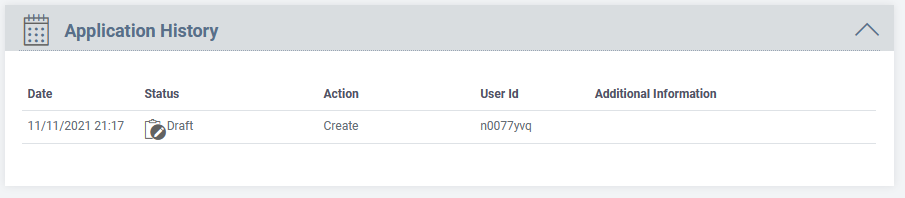 Application History
Date Status Action User Id Additional Information
11/11/2021 21:17 Draft Create n0077yvq